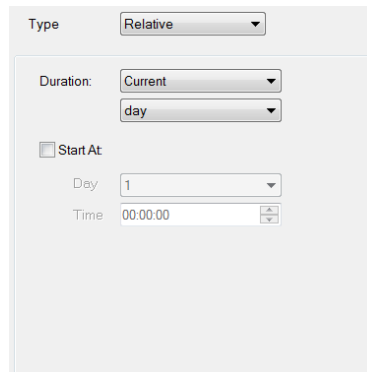 Type Relative
Duration: Current
day
Start At:
Day 1
Time 00:00:00